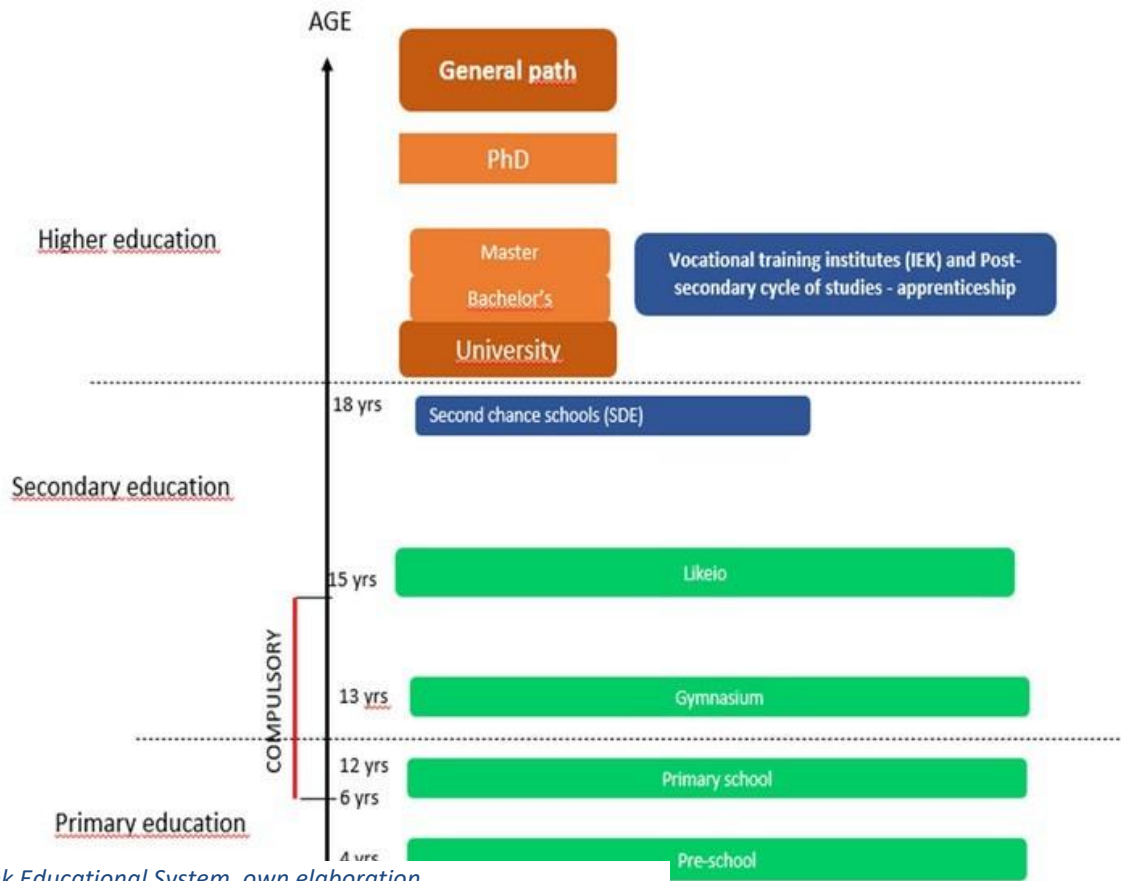 AGE
General path
PhD
Higher education
Master
Bachelor's
University
Vocational training institutes (IEK) and Post-
secondary cycle of studies - apprenticeship
18 yrs
Second chance schools (SDE)
Secondary education
15 yrs
Likeio
COMPULSORY
13 yrs
Gymnasium
12 yrs
Primary school
6 yrs
Primary education
4 yrs
Pre-school
k Educational System, own elaboration